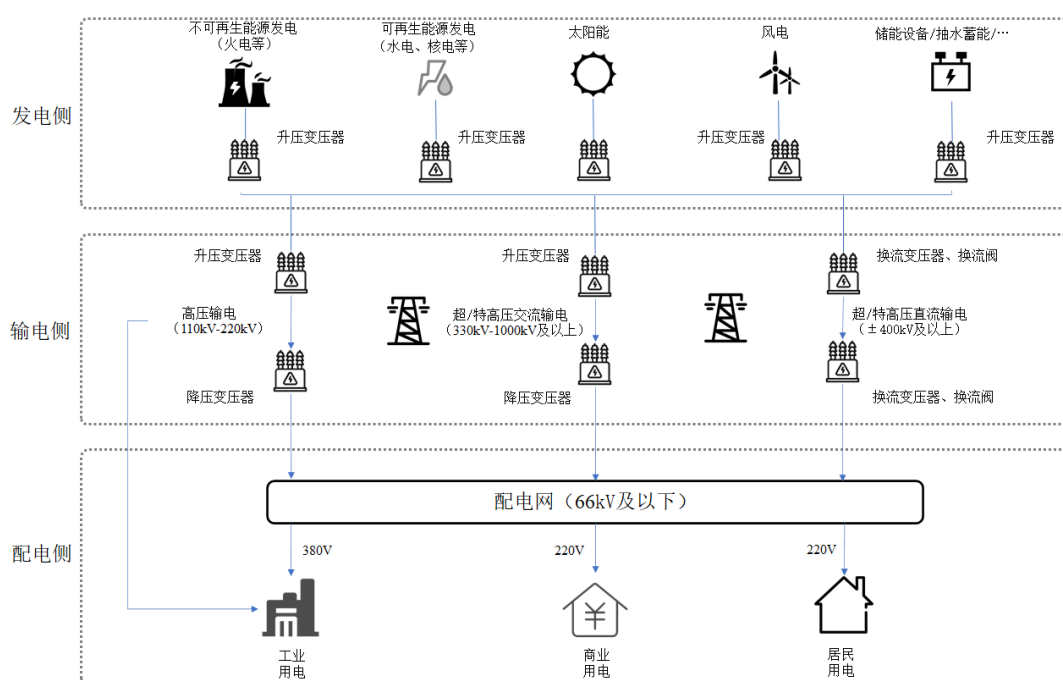 不可再生能源发电
（火电等）
可再生能源发电
（水电、核电等）
太阳能
风电
储能设备/抽水蓄能/…
发电侧
升压变压器
升压变压器
升压变压器
升压变压器
升压变压器
输电侧
升压变压器
升压变压器
换流变压器、换流阀
高压输电
（110kV-220kV）
超/特高压交流输电
（330kV-1000kV及以上）
超/特高压直流输电
（±400kV及以上）
降压变压器
降压变压器
换流变压器、换流阀
配电侧
配电网（66kV及以下）
380V
220V
220V
工业
用电
商业
用电
居民
用电